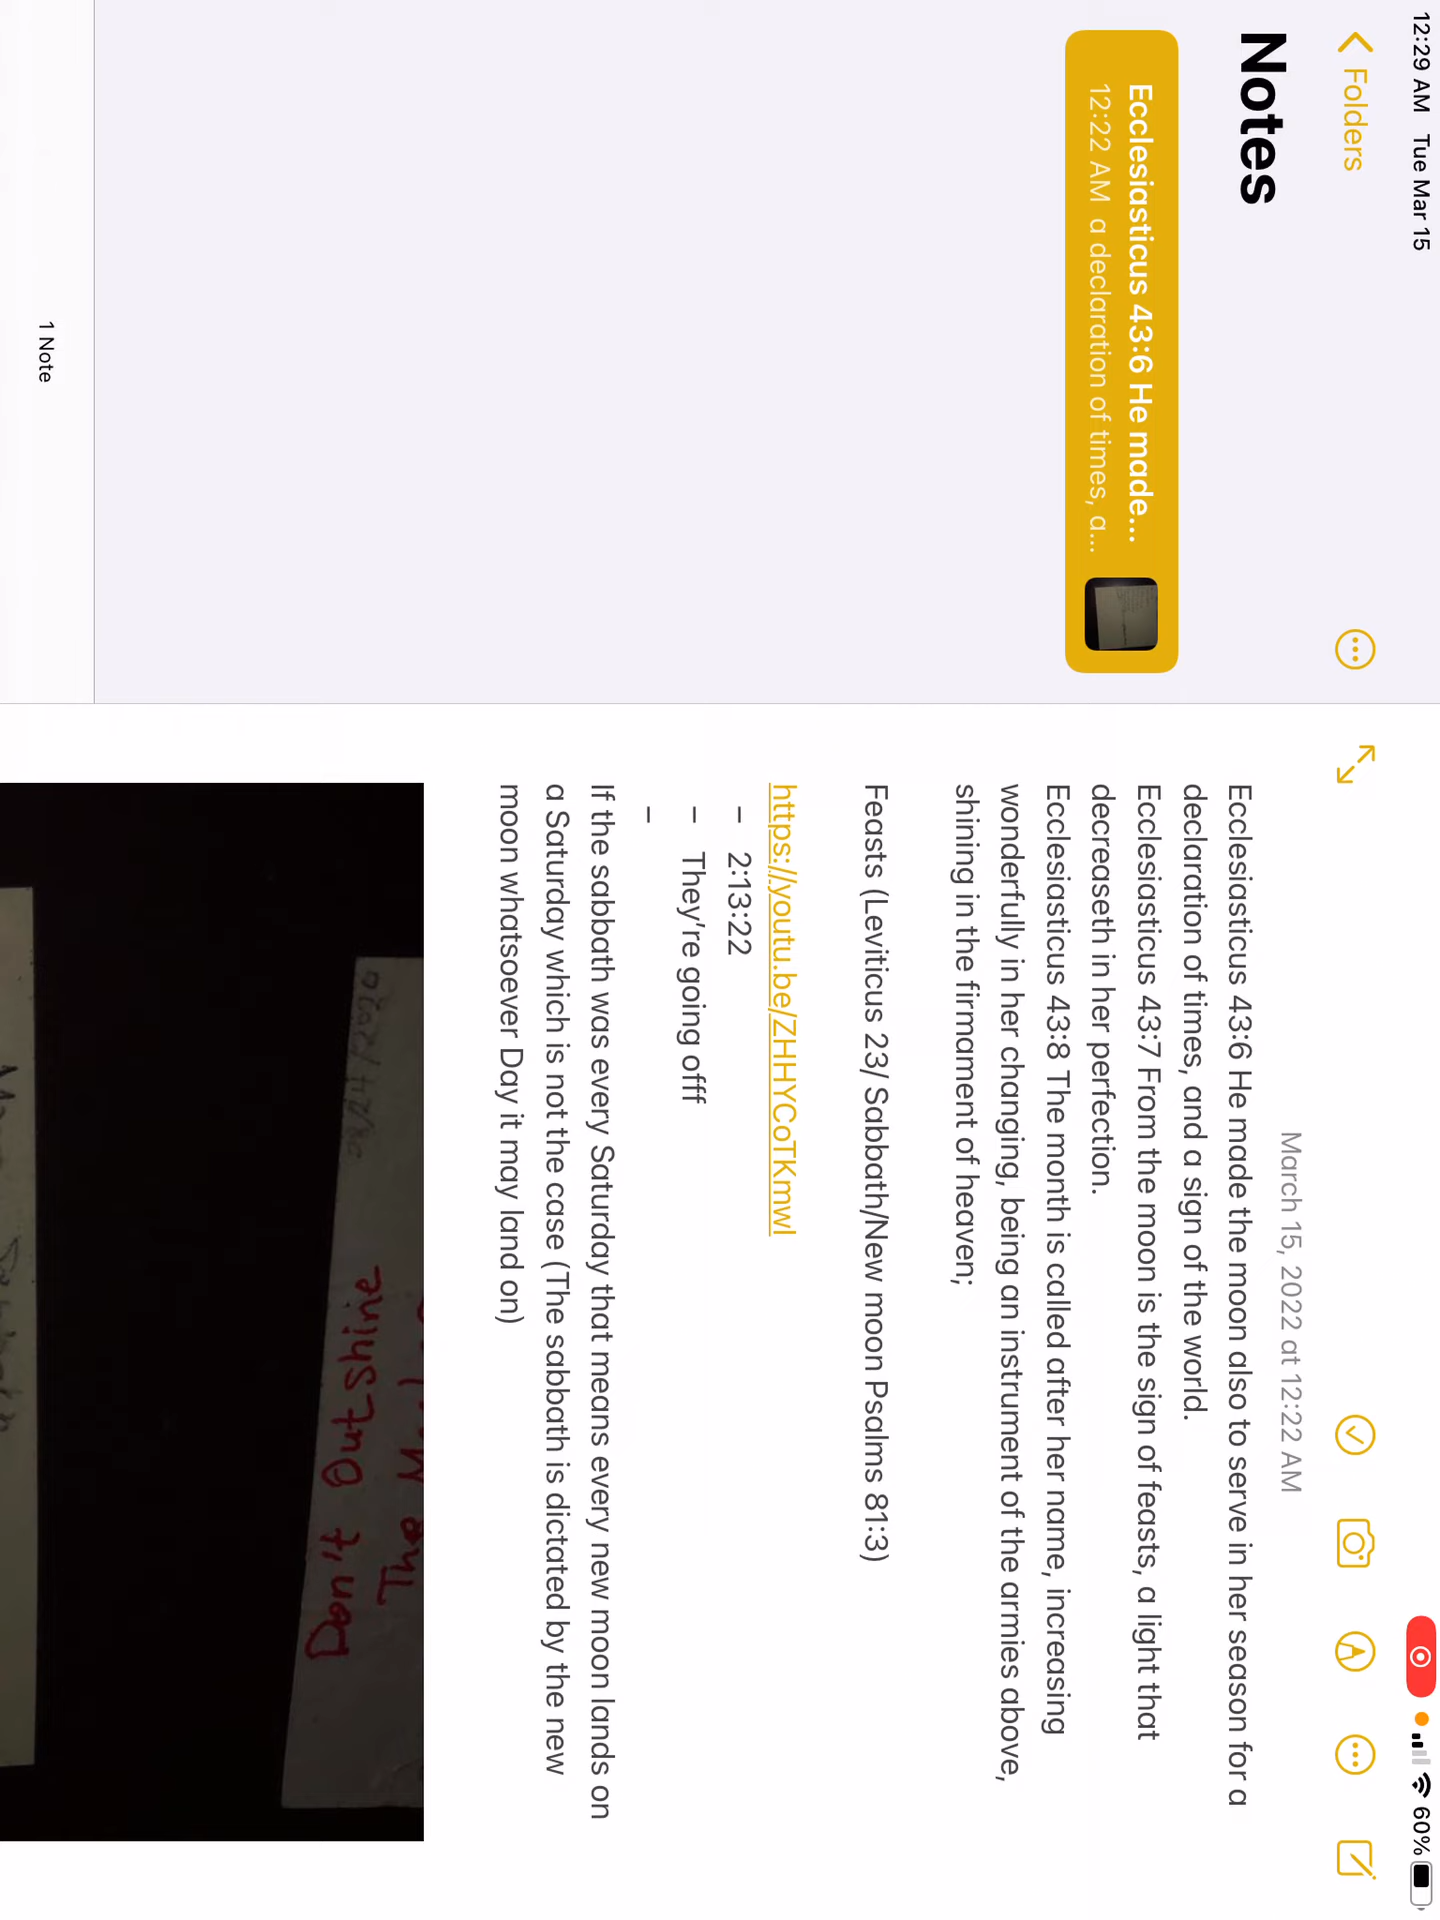 12:29 AM Tue Mar 15
60%
Folders
Notes
Ecclesiasticus 43:6 He made...
12:22 AM a declaration of times, a...
1 Note
March 15, 2022 at 12:22 AM
Ecclesiasticus 43:6 He made the moon also to serve in her season for a
declaration of times, and a sign of the world.
Ecclesiasticus 43:7 From the moon is the sign of feasts, a light that
decreaseth in her perfection.
Ecclesiasticus 43:8 The month is called after her name, increasing
wonderfully in her changing, being an instrument of the armies above,
shining in the firmament of heaven;
Feasts (Leviticus 23/ Sabbath/New moon Psalms 81:3)
https://youtu.be/ZHHYCoTKmwI
– 2:13:22
– They're going offf
–
If the sabbath was every Saturday that means every new moon lands on
a Saturday which is not the case (The sabbath is dictated by the new
moon whatsoever Day it may land on)
The
Don't Outshine